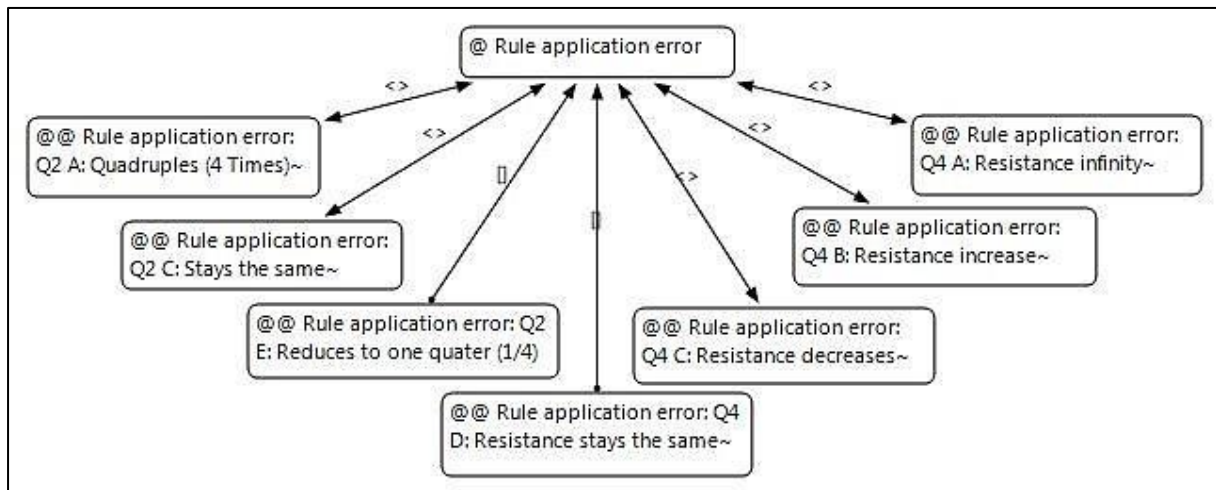 @ Rule application error
<>
<>
<>
<>
@@ Rule application error:
Q2 A: Quadruples (4 Times)~
@@ Rule application error:
Q4 A: Resistance infinity~
[]
<>
[]
@@ Rule application error:
Q2 C: Stays the same~
@@ Rule application error:
Q4 B: Resistance increase~
@@ Rule application error: Q2
E: Reduces to one quater (1/4)
@@ Rule application error:
Q4 C: Resistance decreases~
@@ Rule application error: Q4
D: Resistance stays the same~